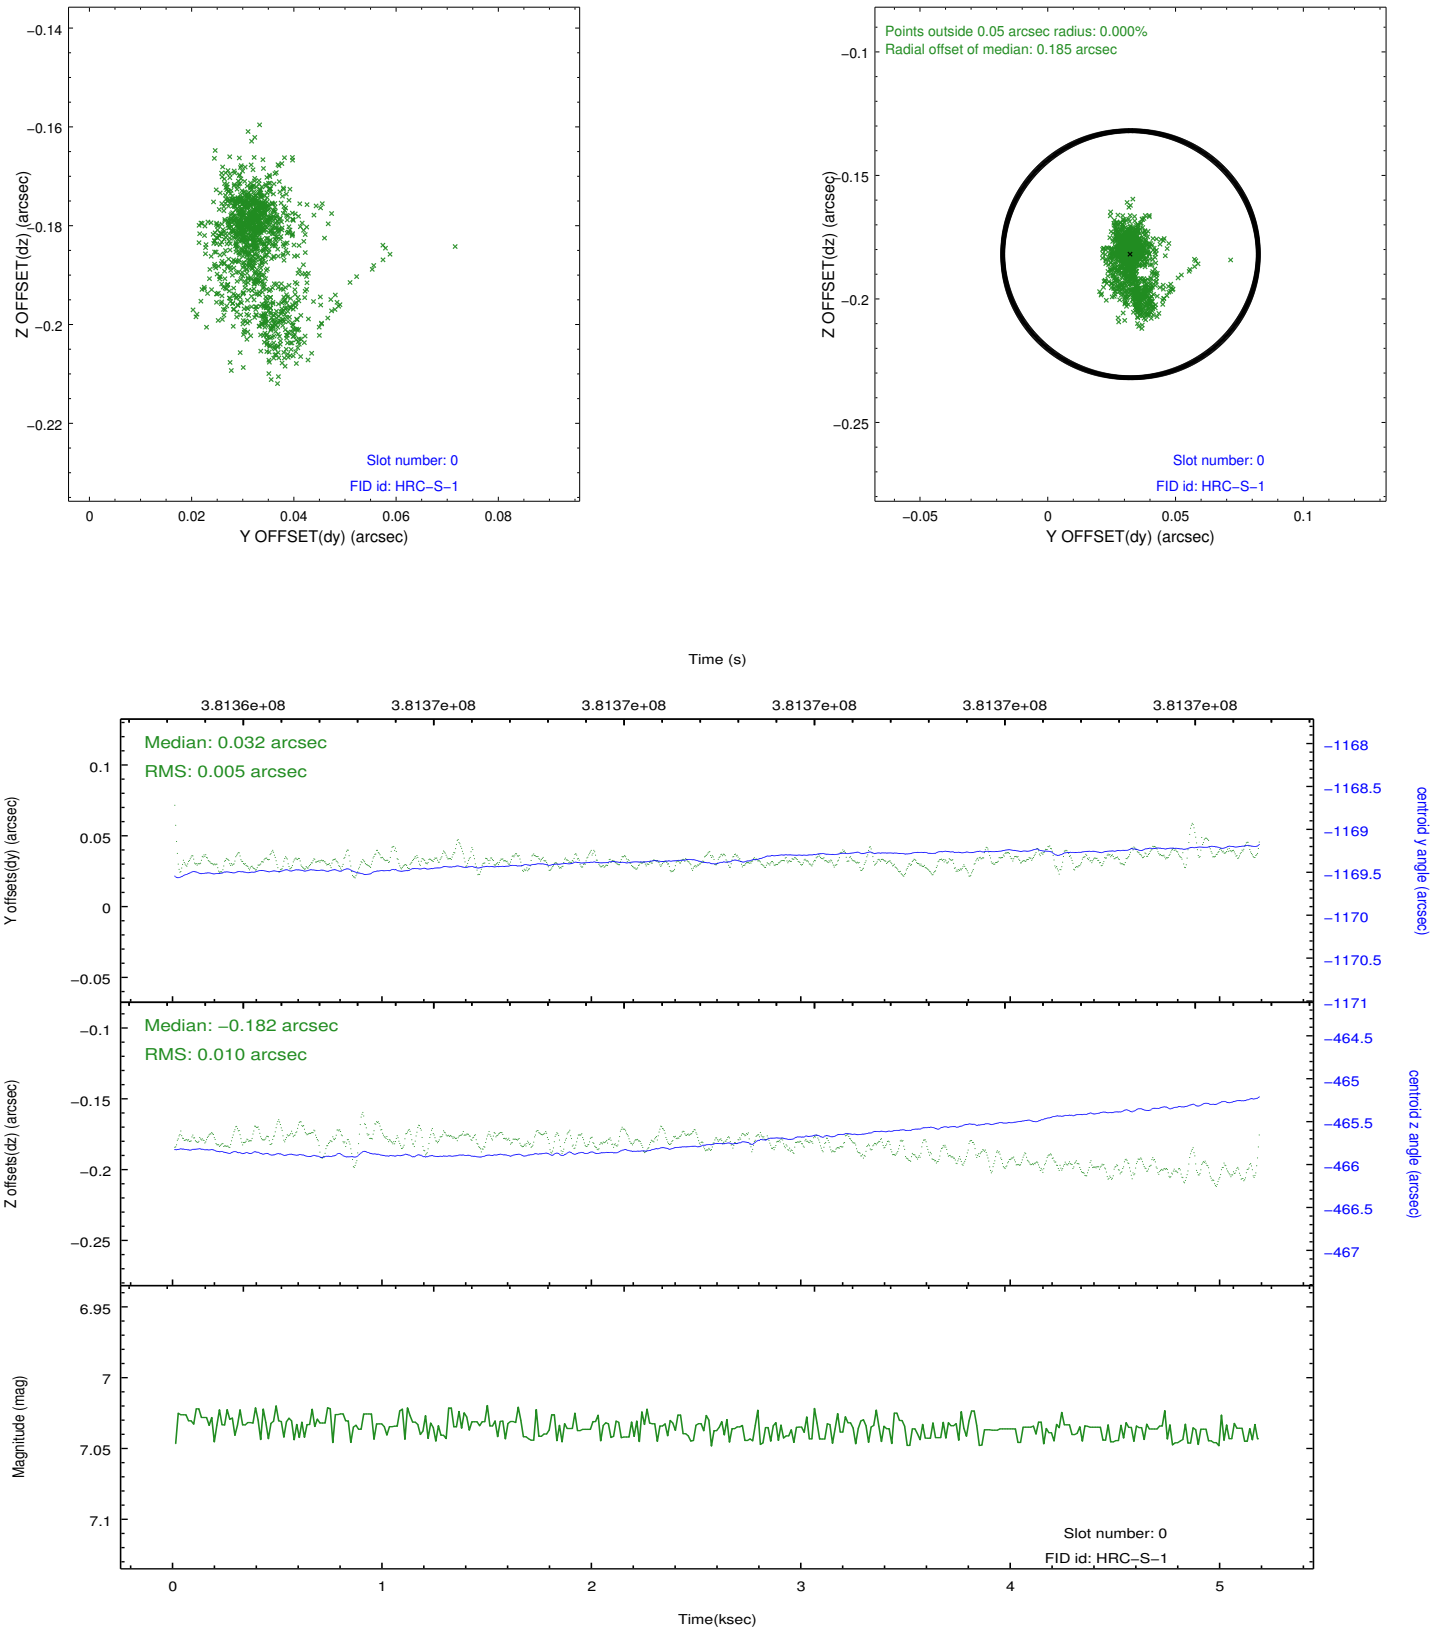 −0.14
−0.16
−0.18
−0.2
−0.22
Z OFFSET(dz) (arcsec)
Slot number: 0
FID id: HRC−S−1
0 0.02 0.04 0.06 0.08
Y OFFSET(dy) (arcsec)
Points outside 0.05 arcsec radius: 0.000%
Radial offset of median: 0.185 arcsec
−0.1
−0.15
−0.2
−0.25
Z OFFSET(dz) (arcsec)
Slot number: 0
FID id: HRC−S−1
−0.05 0 0.05 0.1
Y OFFSET(dy) (arcsec)
Time (s)
3.8136e+08 3.8137e+08 3.8137e+08 3.8137e+08 3.8137e+08 3.8137e+08
Median: 0.032 arcsec
RMS: 0.005 arcsec
0.1
0.05
0
−0.05
Y offsets(dy) (arcsec)
−1168
−1168.5
−1169
−1169.5
−1170
−1170.5
−1171
centroid y angle (arcsec)
Median: −0.182 arcsec
RMS: 0.010 arcsec
−0.1
−0.15
−0.2
−0.25
Z offsets(dz) (arcsec)
−464.5
−465
−465.5
−466
−466.5
−467
centroid z angle (arcsec)
6.95
7
7.05
7.1
Magnitude (mag)
Slot number: 0
FID id: HRC−S−1
0 1 2 3 4 5
Time(ksec)